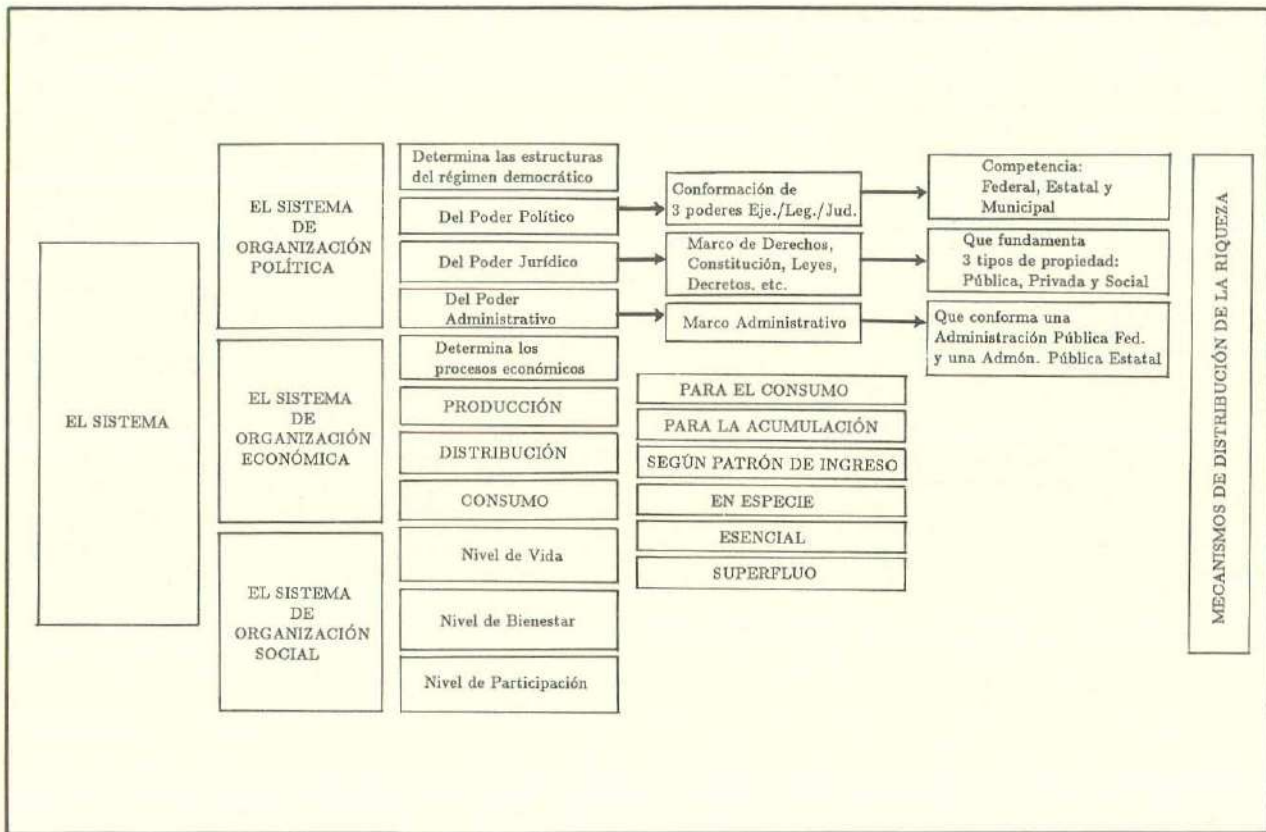 EL SISTEMA
EL SISTEMA
DE
ORGANIZACIÓN
POLÍTICA
EL SISTEMA
DE
ORGANIZACIÓN
ECONÓMICA
EL SISTEMA
DE
ORGANIZACIÓN
SOCIAL
Determina las estructuras
del régimen democrático
Del Poder Político
Del Poder Jurídico
Del Poder
Administrativo
Determina los
procesos económicos
PRODUCCIÓN
DISTRIBUCIÓN
CONSUMO
Nivel de Vida
Nivel de Bienestar
Nivel de Participación
Conformación de
3 poderes Eje./Leg./Jud.
Marco de Derechos,
Constitución, Leyes,
Decretos. etc.
Marco Administrativo
PARA EL CONSUMO
PARA LA ACUMULACIÓN
SEGÚN PATRÓN DE INGRESO
EN ESPECIE
ESENCIAL
SUPERFLUO
Competencia:
Federal, Estatal y
Municipal
Que fundamenta
3 tipos de propiedad:
Pública, Privada y Social
Que conforma una
Administración Pública Fed.
y una Admón. Pública Estatal
MECANISMOS DE DISTRIBUCIÓN DE LA RIQUEZA